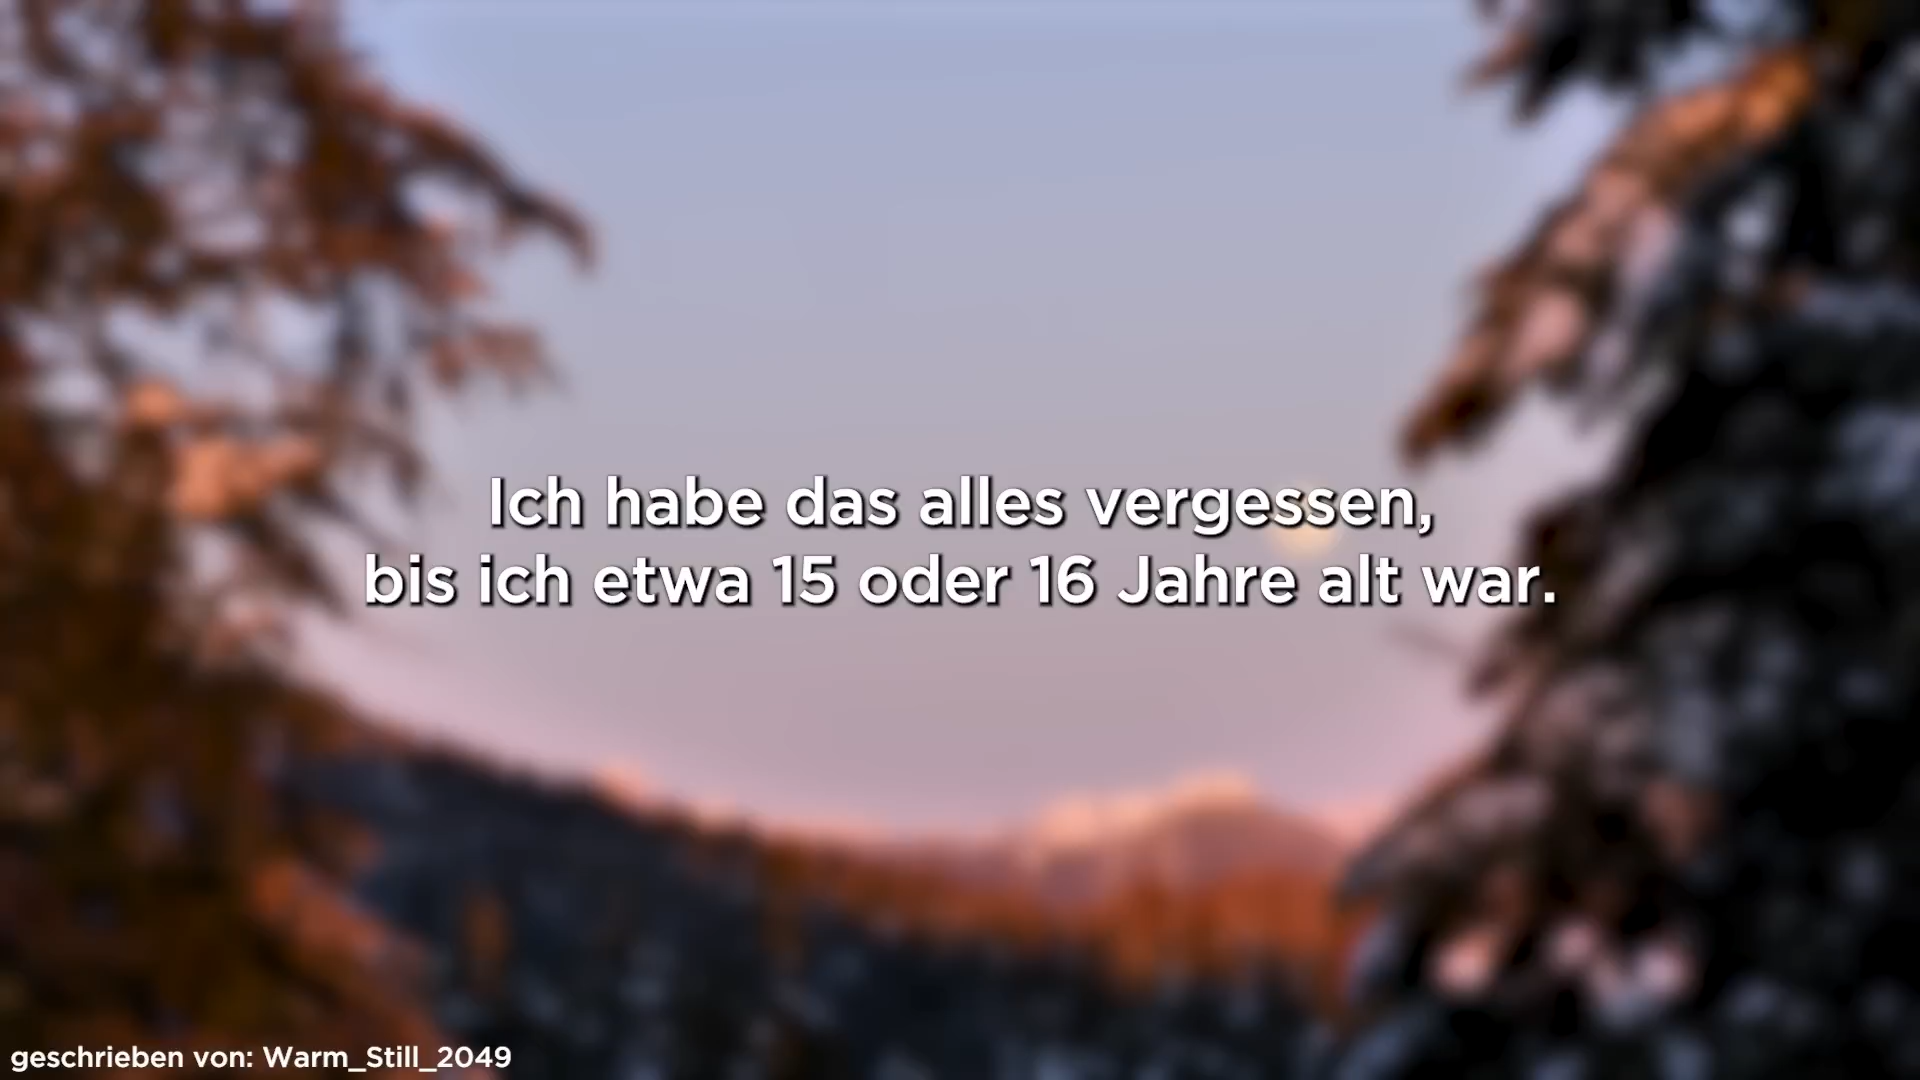 Ich habe das alles vergessen,
bis ich etwa 15 oder 16 Jahre alt war.
geschrieben von: Warm_Still_2049